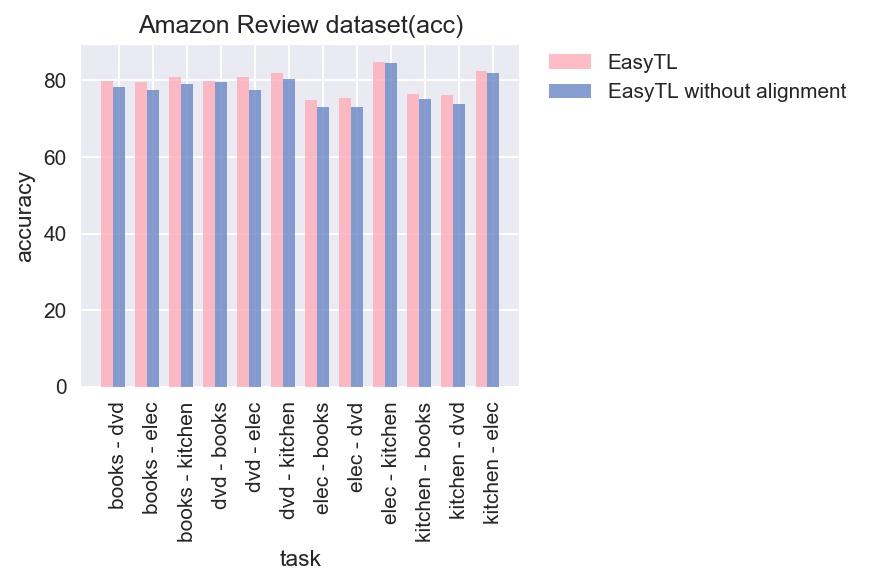 Amazon Review dataset(acc)
EasyTL
EasyTL without alignment
accuracy
80
60
40
20
0
books - dvd
books - elec
books - kitchen
dvd - books
dvd - elec
dvd - kitchen
elec - books
elec - dvd
elec - kitchen
kitchen - books
kitchen - dvd
kitchen - elec
task